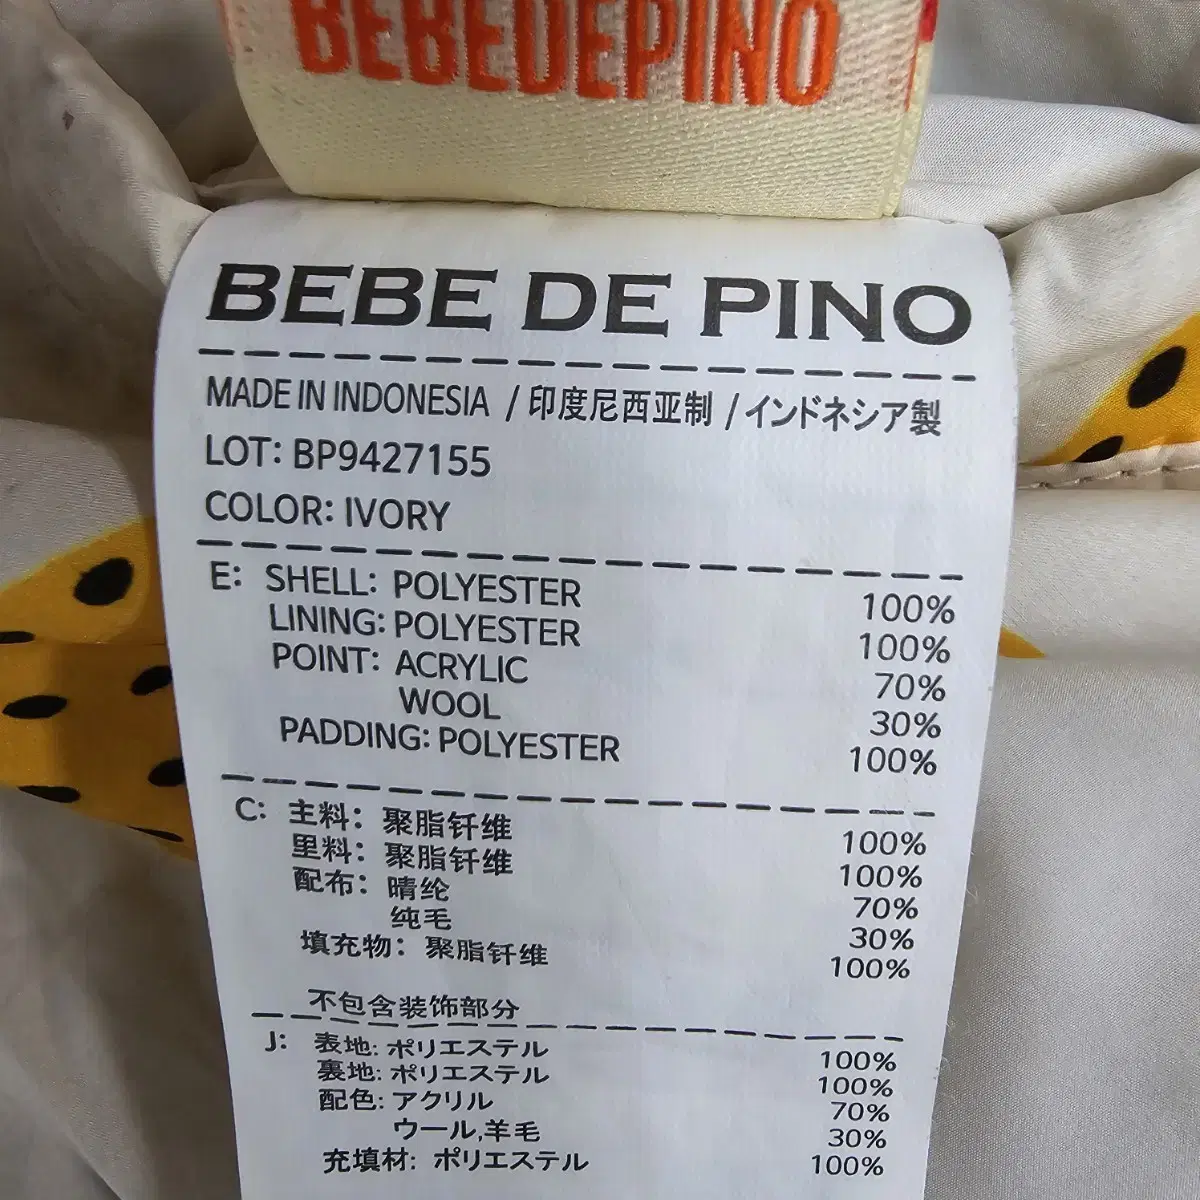 BEBEDEPINO
BEBE DE PINO
MADE IN INDONESIA / 印度尼西亚制 / インドネシア製
LOT: BP9427155
COLOR: IVORY
E: SHELL: POLYESTER 100%
LINING: POLYESTER 100%
POINT: ACRYLIC 70%
WOOL 30%
PADDING: POLYESTER 100%
C: 主料: 聚脂钎维 100%
里料: 聚脂钎维 100%
配布: 晴纶 70%
纯毛 30%
填充物: 聚脂钎维 100%
不包含装饰部分
J: 表地: ポリエステル 100%
裏地: ポリエステル 100%
配色: アクリル 70%
ウール,羊毛 30%
充填材: ポリエステル 100%